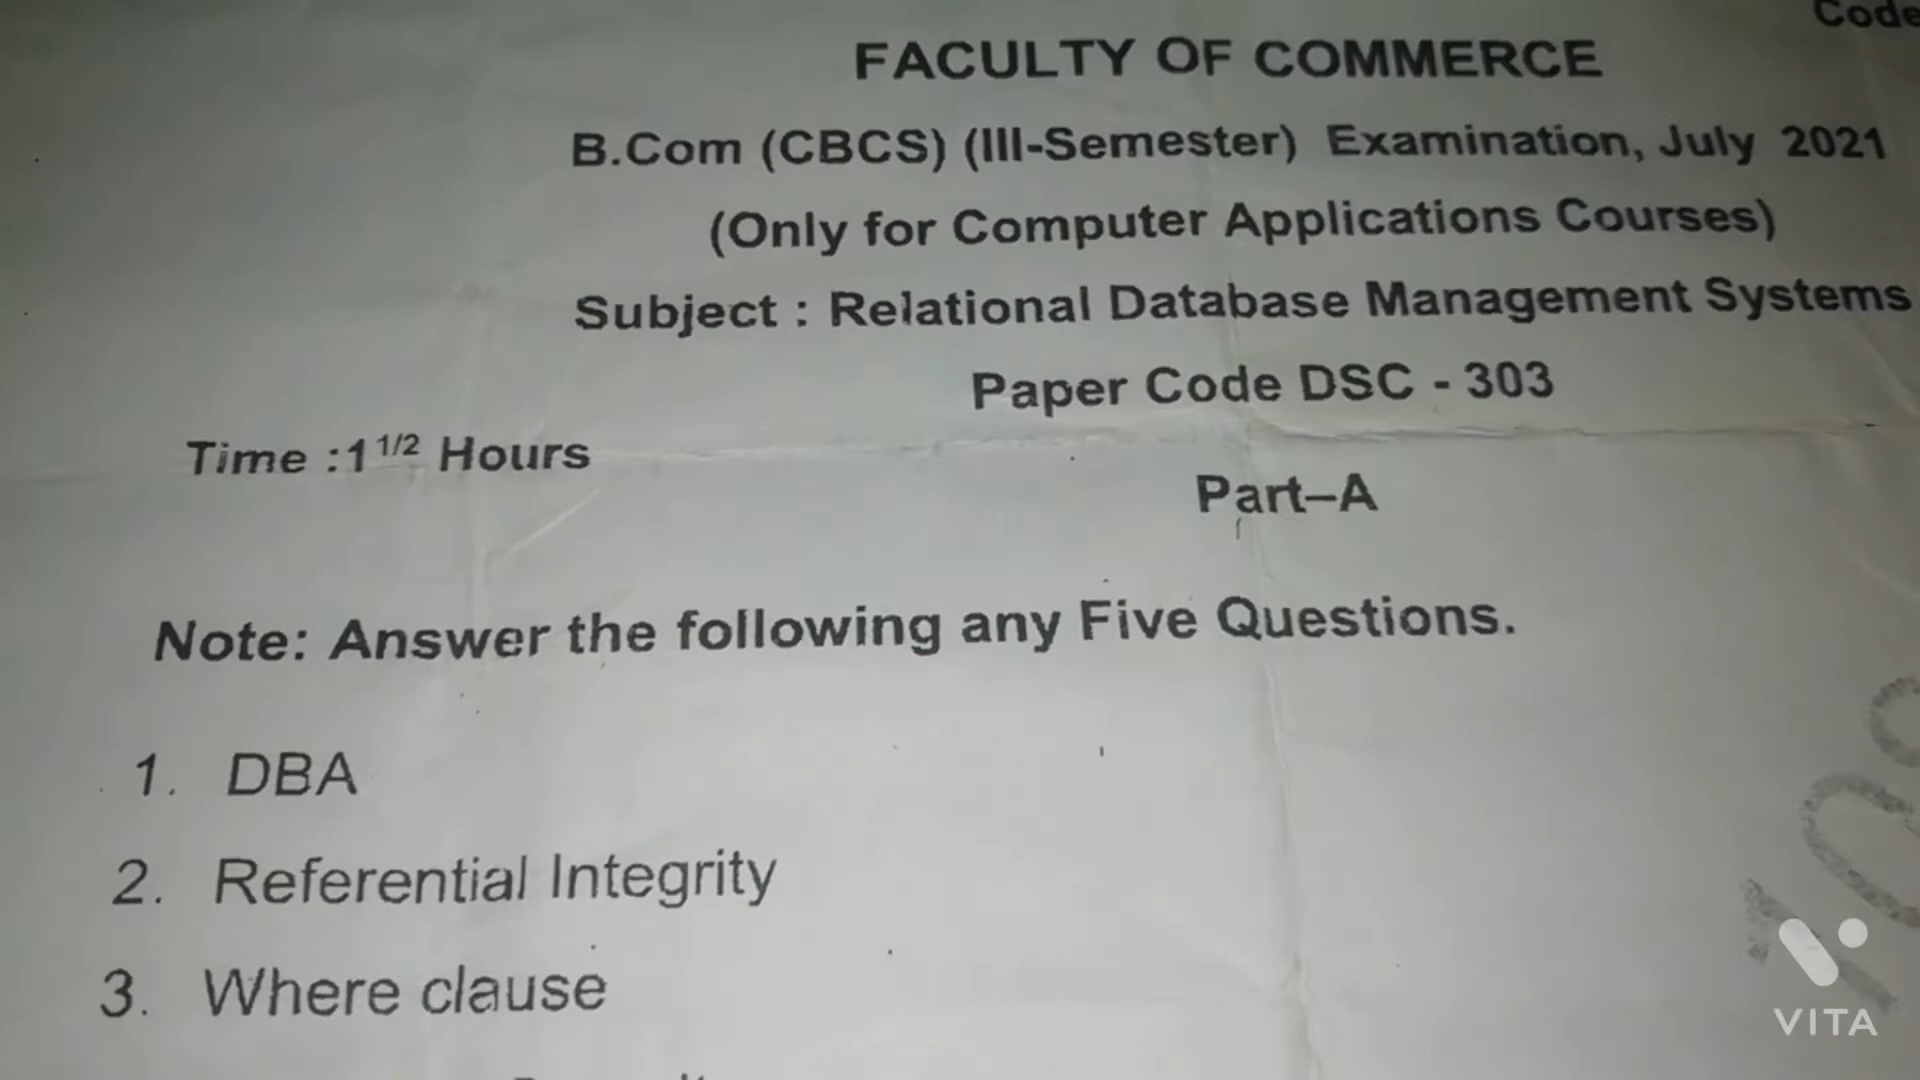 Code
FACULTY OF COMMERCE
B.Com (CBCS) (III-Semester) Examination, July 2021
(Only for Computer Applications Courses)
Subject : Relational Database Management Systems
Paper Code DSC - 303
Time :1 1/2 Hours
Part–A
Note: Answer the following any Five Questions.
1. DBA
2. Referential Integrity
3. Where clause
VITA